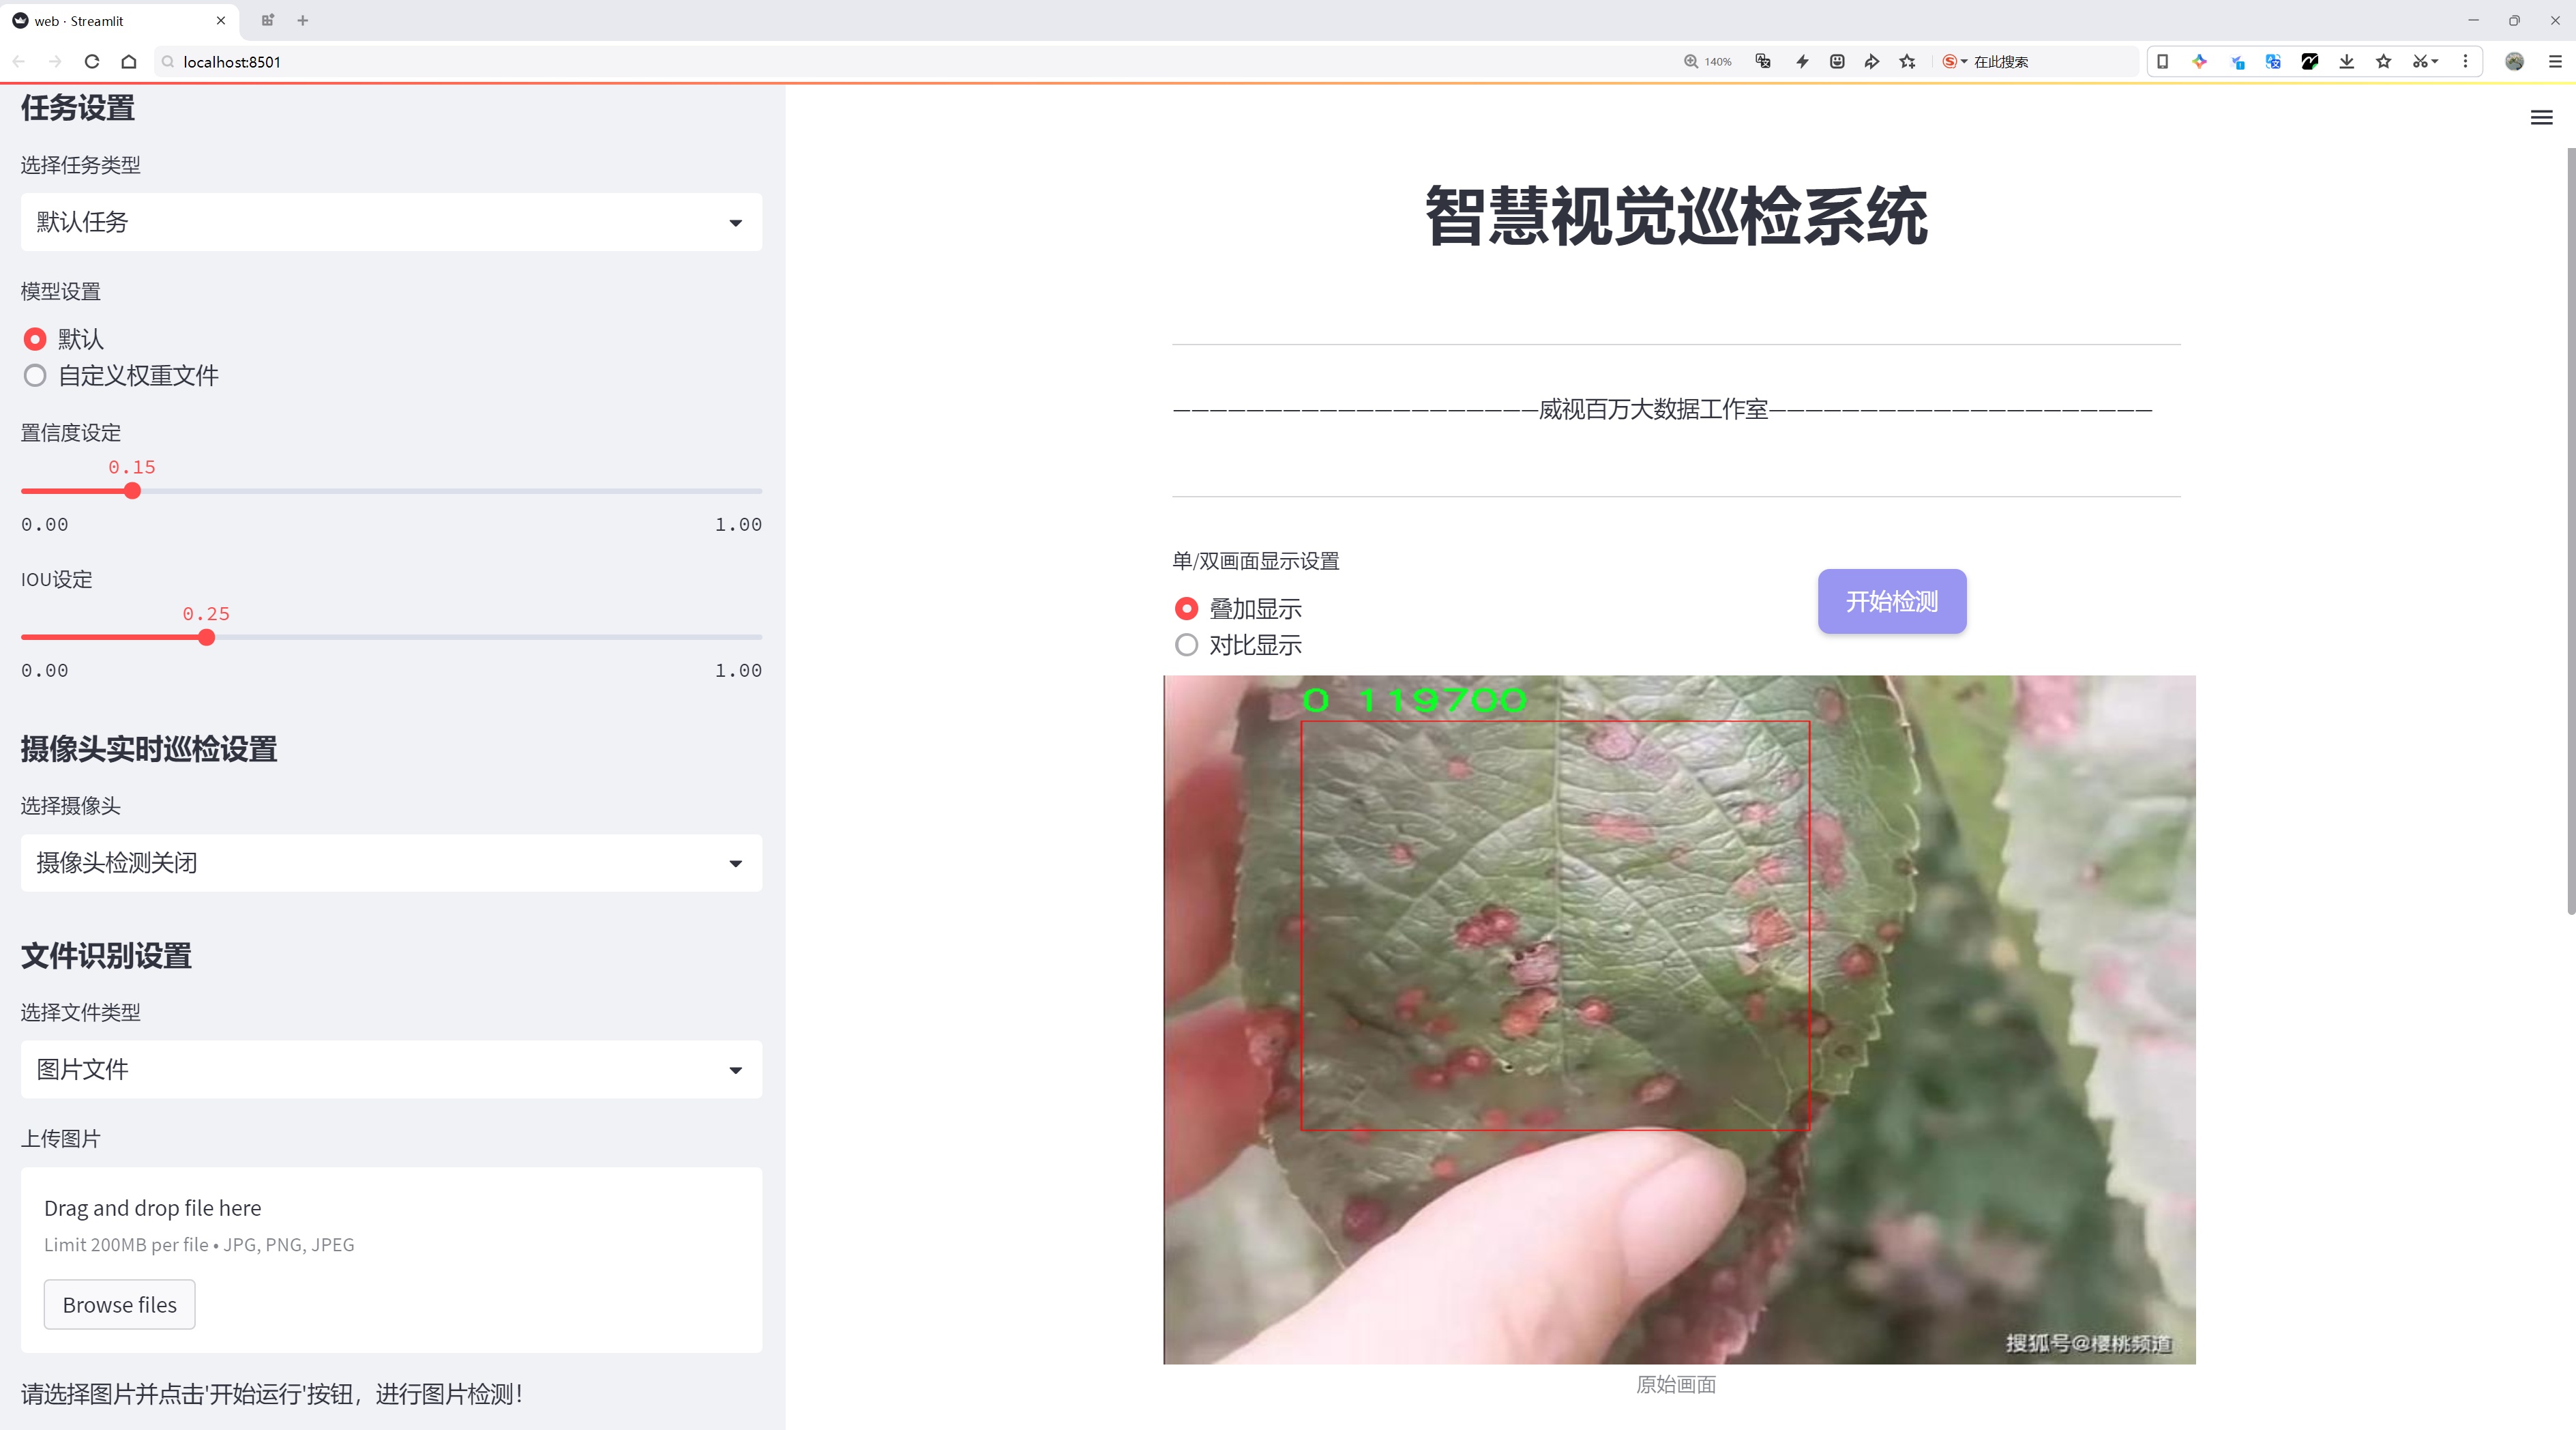 web · Streamlit
localhost:8501
140%
在此搜索
任务设置
选择任务类型
默认任务
模型设置
默认
自定义权重文件
置信度设定
0.15
0.00
1.00
IOU设定
0.25
0.00
1.00
摄像头实时巡检设置
选择摄像头
摄像头检测关闭
文件识别设置
选择文件类型
图片文件
上传图片
Drag and drop file here
Limit 200MB per file • JPG, PNG, JPEG
Browse files
请选择图片并点击'开始运行'按钮，进行图片检测！
智慧视觉巡检系统
————————————————————威视百万大数据工作室—————————————————————
单/双画面显示设置
叠加显示
对比显示
开始检测
0 119700
搜狐号@樱桃频道
原始画面